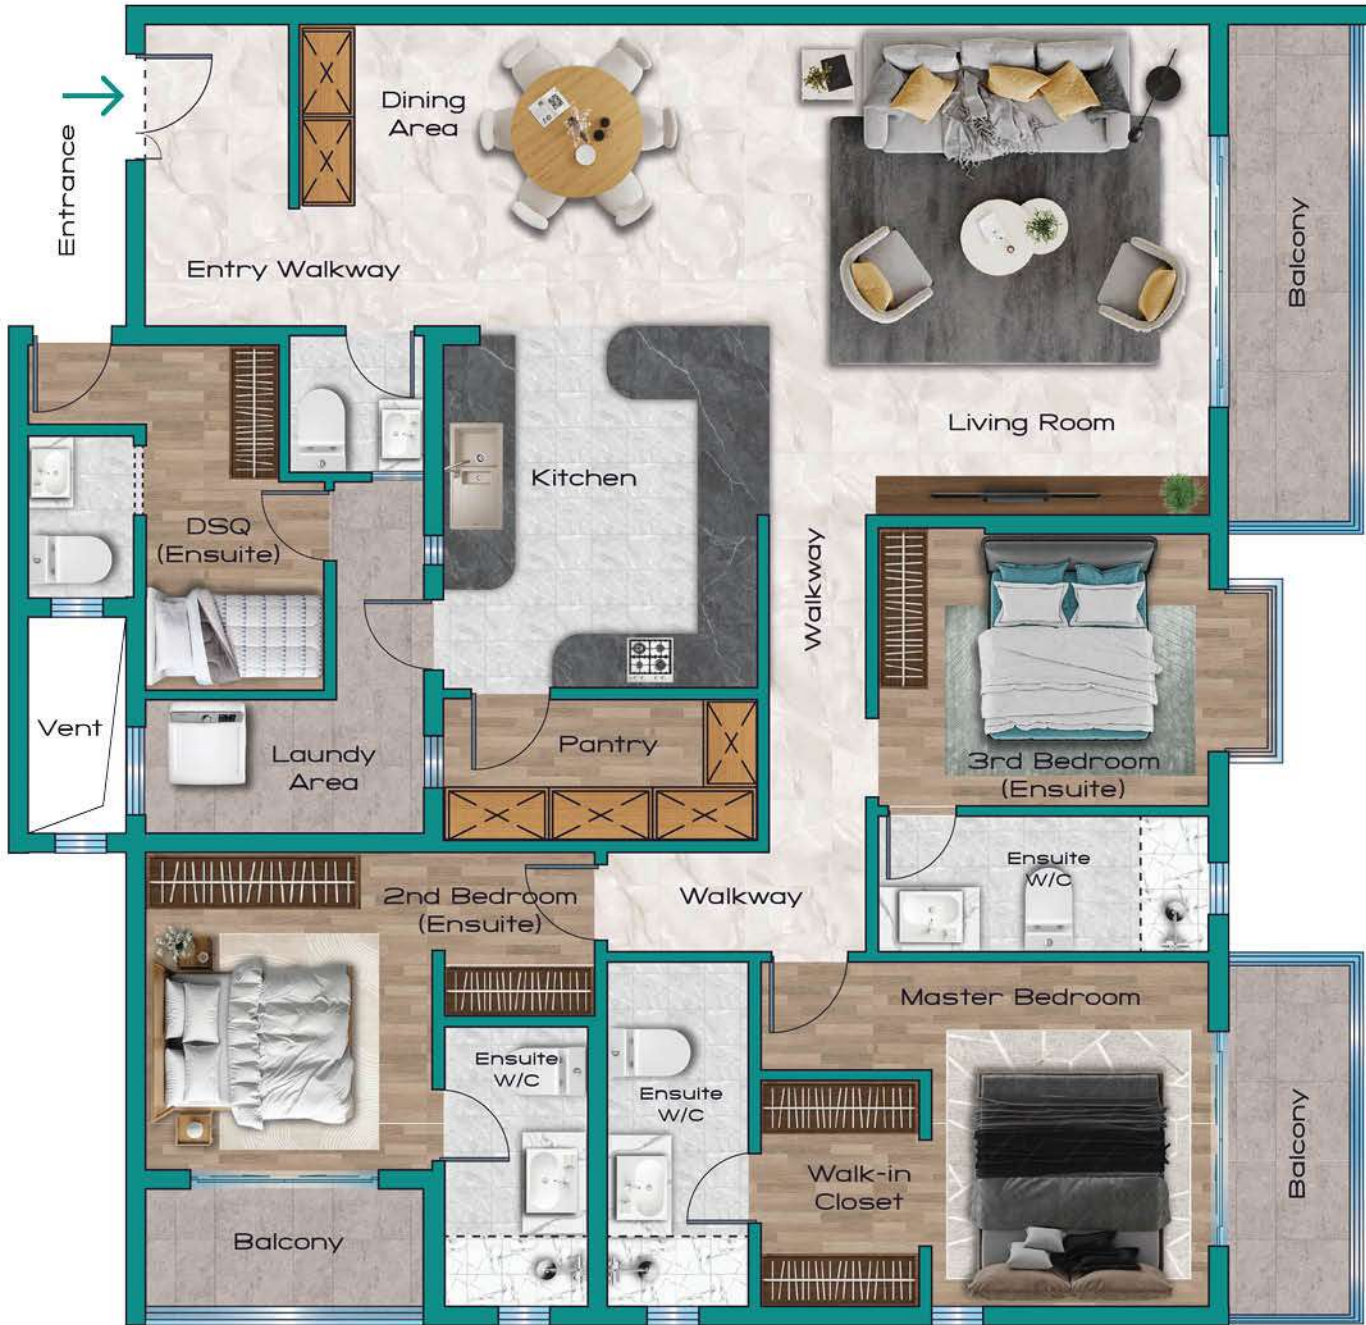 Entrance
Dining
Area
Entry Walkway
Balcony
Living Room
Kitchen
DSQ
(Ensuite)
Walkway
Vent
Laundy
Area
Pantry
3rd Bedroom
(Ensuite)
Ensuite
W/C
2nd Bedroom
(Ensuite)
Walkway
Master Bedroom
Ensuite
W/C
Ensuite
W/C
Walk-in
Closet
Balcony
Balcony